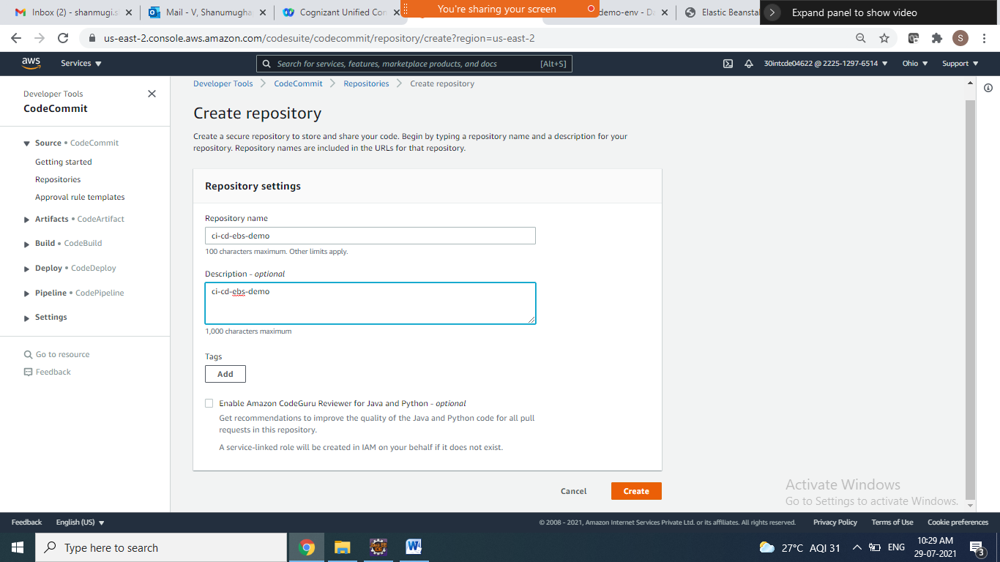 Inbox (2) - shanmugi.s
Mail - V, Shanumugha
Cognizant Unified Con
You're sharing your screen
demo-env - D
Elastic Beanstal
Expand panel to show video
us-east-2.console.aws.amazon.com/codesuite/codecommit/repository/create?region=us-east-2
S
aws
Services
Search for services, features, marketplace products, and docs
[Alt+S]
30intcde04622 @ 2225-1297-6514
Ohio
Support
Developer Tools
CodeCommit
Source • CodeCommit
Getting started
Repositories
Approval rule templates
Artifacts • CodeArtifact
Build • CodeBuild
Deploy • CodeDeploy
Pipeline • CodePipeline
Settings
Go to resource
Feedback
Developer Tools > CodeCommit > Repositories > Create repository
Create repository
Create a secure repository to store and share your code. Begin by typing a repository name and a description for your
repository. Repository names are included in the URLs for that repository.
Repository settings
Repository name
ci-cd-ebs-demo
100 characters maximum. Other limits apply.
Description - optional
ci-cd-ebs-demo
1,000 characters maximum
Tags
Add
Enable Amazon CodeGuru Reviewer for Java and Python - optional
Get recommendations to improve the quality of the Java and Python code for all pull
requests in this repository.
A service-linked role will be created in IAM on your behalf if it does not exist.
Cancel
Create
Activate Windows
Go to Settings to activate Windows.
Feedback
English (US)
© 2008 - 2021, Amazon Internet Services Private Ltd. or its affiliates. All rights reserved.
Privacy Policy
Terms of Use
Cookie preferences
Type here to search
27°C AQI 31
ENG
10:29 AM
29-07-2021
3